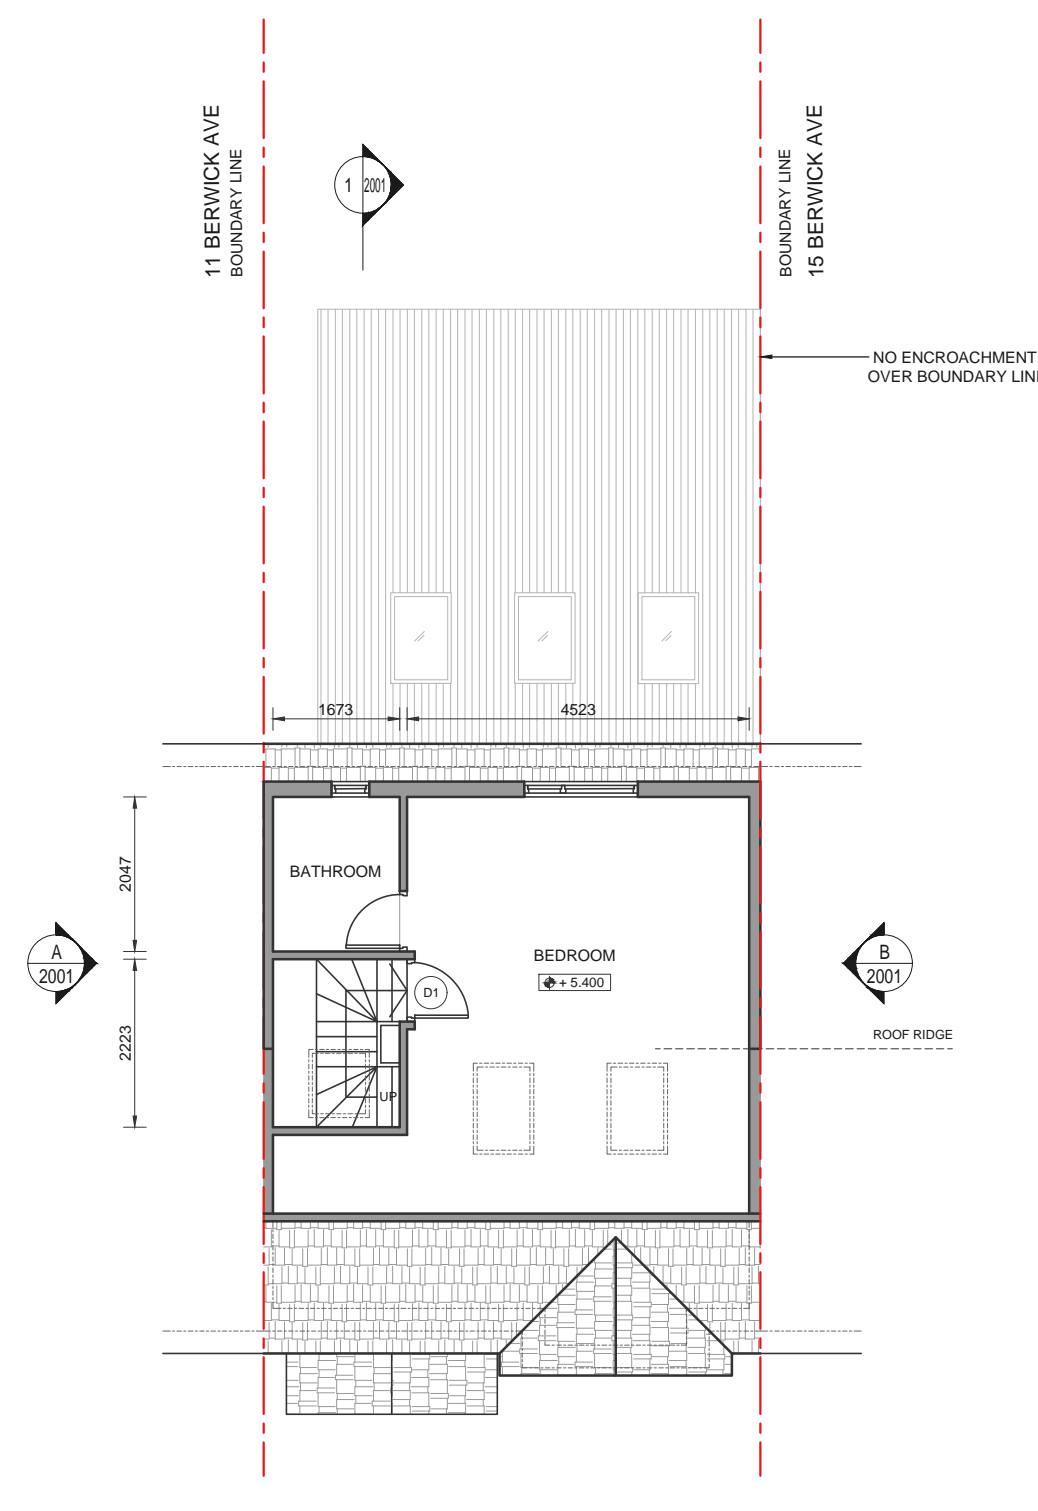 11 BERWICK AVE
BOUNDARY LINE
BOUNDARY LINE
15 BERWICK AVE
1 2001
NO ENCROACHMENT
OVER BOUNDARY LINE
1673
4523
2047
BATHROOM
A
2001
BEDROOM
+ 5.400
B
2001
D1
2223
ROOF RIDGE
UP